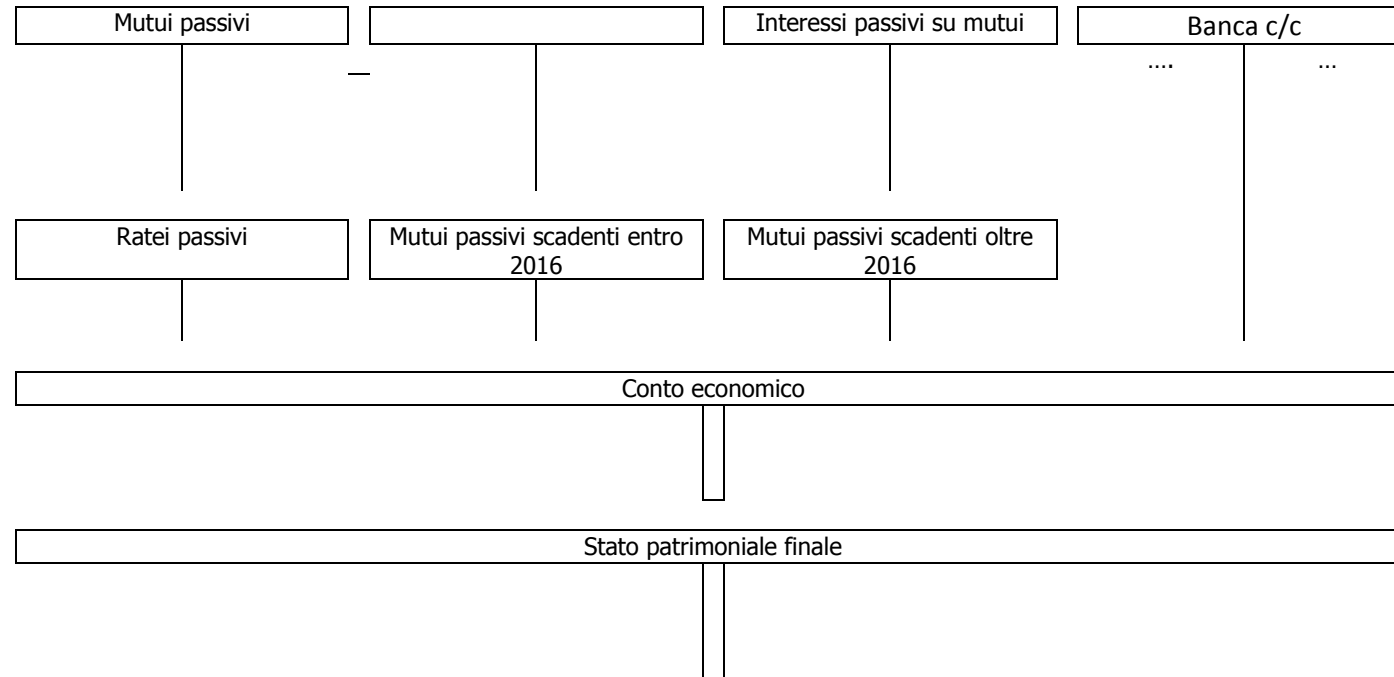 Mutui passivi
Interessi passivi su mutui
Banca c/c
….
…
Ratei passivi
Mutui passivi scadenti entro
2016
Mutui passivi scadenti oltre
2016
Conto economico
Stato patrimoniale finale